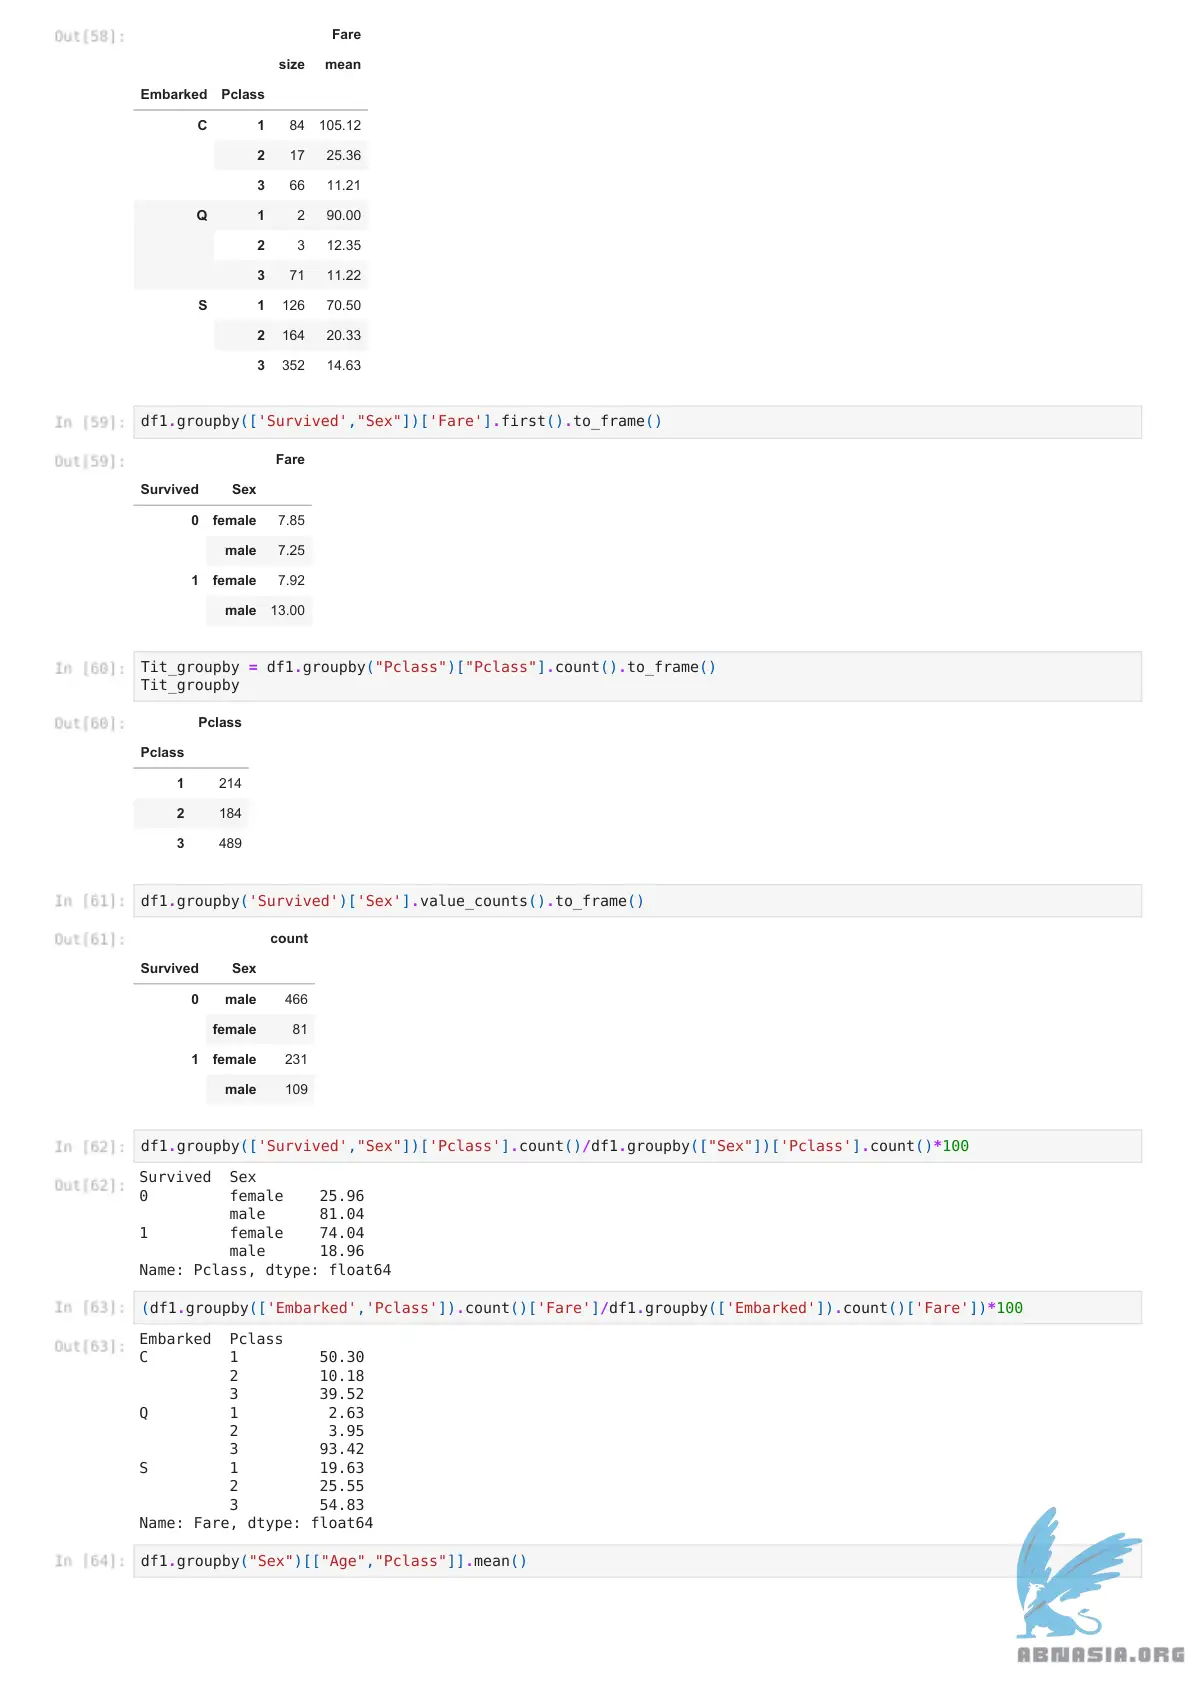 Out[58]:
Fare
size mean
Embarked Pclass
C 1 84 105.12
2 17 25.36
3 66 11.21
Q 1 2 90.00
2 3 12.35
3 71 11.22
S 1 126 70.50
2 164 20.33
3 352 14.63
In [59]: df1.groupby(['Survived',"Sex"])['Fare'].first().to_frame()
Out[59]:
Fare
Survived Sex
0 female 7.85
male 7.25
1 female 7.92
male 13.00
In [60]: Tit_groupby = df1.groupby("Pclass")["Pclass"].count().to_frame()
Tit_groupby
Out[60]:
Pclass
Pclass
1 214
2 184
3 489
In [61]: df1.groupby('Survived')['Sex'].value_counts().to_frame()
Out[61]:
count
Survived Sex
0 male 466
female 81
1 female 231
male 109
In [62]: df1.groupby(['Survived',"Sex"])['Pclass'].count()/df1.groupby(["Sex"])['Pclass'].count()*100
Out[62]:
Survived Sex
0 female 25.96
male 81.04
1 female 74.04
male 18.96
Name: Pclass, dtype: float64
In [63]: (df1.groupby(['Embarked','Pclass']).count()['Fare']/df1.groupby(['Embarked']).count()['Fare'])*100
Out[63]:
Embarked Pclass
C 1 50.30
2 10.18
3 39.52
Q 1 2.63
2 3.95
3 93.42
S 1 19.63
2 25.55
3 54.83
Name: Fare, dtype: float64
In [64]: df1.groupby("Sex")[["Age","Pclass"]].mean()
ABNASIA.ORG